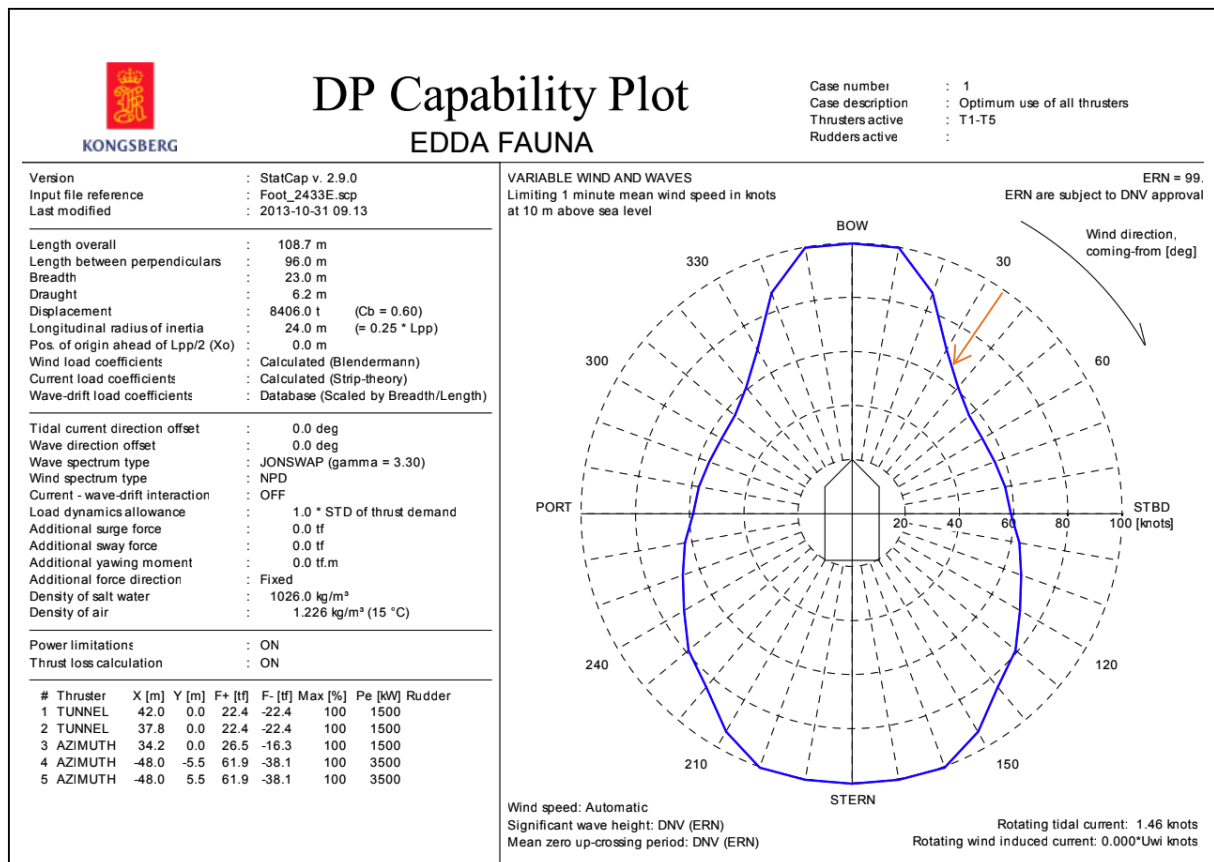 KONGSBERG
DP Capability Plot
EDDA FAUNA
Case number : 1
Case description : Optimum use of all thrusters
Thrusters active : T1-T5
Rudders active :
Version : StatCap v. 2.9.0
Input file reference : Foot_2433E.scp
Last modified : 2013-10-31 09.13
Length overall : 108.7 m
Length between perpendiculars : 96.0 m
Breadth : 23.0 m
Draught : 6.2 m
Displacement : 8406.0 t (Cb = 0.60)
Longitudinal radius of inertia : 24.0 m (= 0.25 * Lpp)
Pos. of origin ahead of Lpp/2 (Xo) : 0.0 m
Wind load coefficients : Calculated (Blendermann)
Current load coefficients : Calculated (Strip-theory)
Wave-drift load coefficients : Database (Scaled by Breadth/Length)
Tidal current direction offset : 0.0 deg
Wave direction offset : 0.0 deg
Wave spectrum type : JONSWAP (gamma = 3.30)
Wind spectrum type : NPD
Current - wave-drift interaction : OFF
Load dynamics allowance : 1.0 * STD of thrust demand
Additional surge force : 0.0 tf
Additional sway force : 0.0 tf
Additional yawing moment : 0.0 tf.m
Additional force direction : Fixed
Density of salt water : 1026.0 kg/m³
Density of air : 1.226 kg/m³ (15 °C)
Power limitations : ON
Thrust loss calculation : ON
# Thruster X [m] Y [m] F+ [tf] F- [tf] Max [%] Pe [kW] Rudder
1 TUNNEL 42.0 0.0 22.4 -22.4 100 1500
2 TUNNEL 37.8 0.0 22.4 -22.4 100 1500
3 AZIMUTH 34.2 0.0 26.5 -16.3 100 1500
4 AZIMUTH -48.0 -5.5 61.9 -38.1 100 3500
5 AZIMUTH -48.0 5.5 61.9 -38.1 100 3500
VARIABLE WIND AND WAVES
Limiting 1 minute mean wind speed in knots
at 10 m above sea level
ERN = 99.
ERN are subject to DNV approval
Wind direction,
coming-from [deg]
BOW
330
30
300
60
PORT
STBD
20 40 60 80 100 [knots]
240
120
210
150
STERN
Wind speed: Automatic
Significant wave height: DNV (ERN)
Mean zero up-crossing period: DNV (ERN)
Rotating tidal current: 1.46 knots
Rotating wind induced current: 0.000*Uwi knots